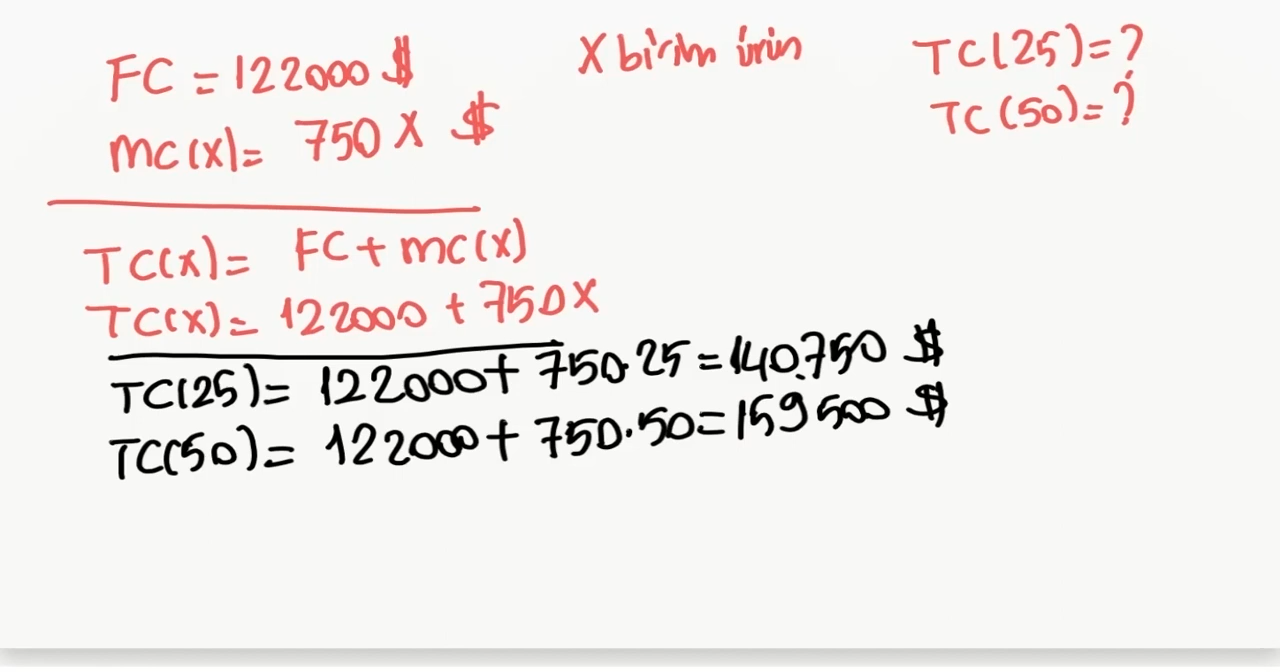 FC = 122000 $
mc(x) = 750 X $
X birim ürün
TC(25) = ?
TC(50) = ?
TC(x) = FC + mc(x)
TC(x) = 122000 + 750X
TC(25) = 122000 + 750.25 = 140.750 $
TC(50) = 122000 + 750.50 = 159500 $